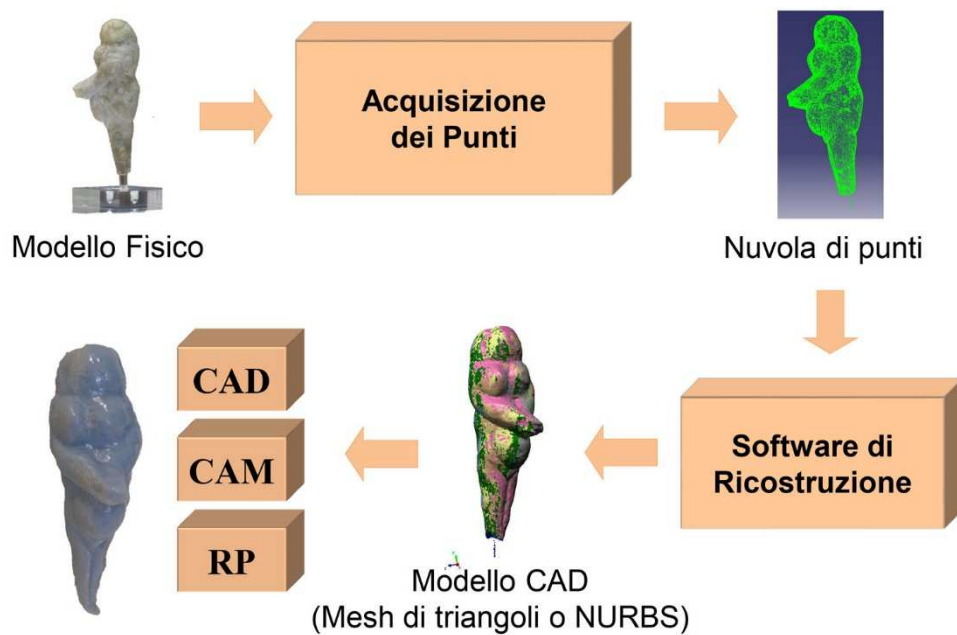 Acquisizione
dei Punti
Modello Fisico
Nuvola di punti
Software di
Ricostruzione
Modello CAD
(Mesh di triangoli o NURBS)
CAD
CAM
RP